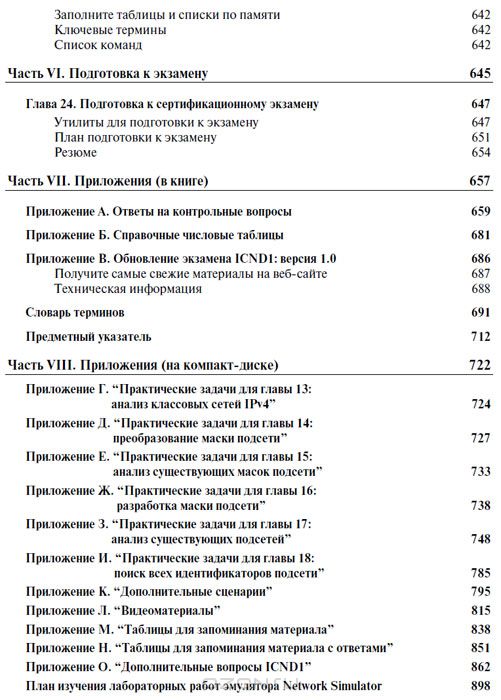 Заполните таблицы и списки по памяти 642
Ключевые термины 642
Список команд 642
Часть VI. Подготовка к экзамену 645
Глава 24. Подготовка к сертификационному экзамену 647
Утилиты для подготовки к экзамену 647
План подготовки к экзамену 651
Резюме 654
Часть VII. Приложения (в книге) 657
Приложение А. Ответы на контрольные вопросы 659
Приложение Б. Справочные числовые таблицы 681
Приложение В. Обновление экзамена ICND1: версия 1.0 686
Получите самые свежие материалы на веб-сайте 687
Техническая информация 688
Словарь терминов 691
Предметный указатель 712
Часть VIII. Приложения (на компакт-диске) 722
Приложение Г. “Практические задачи для главы 13:
анализ классовых сетей IPv4” 724
Приложение Д. “Практические задачи для главы 14:
преобразование маски подсети” 727
Приложение Е. “Практические задачи для главы 15:
анализ существующих масок подсети” 733
Приложение Ж. “Практические задачи для главы 16:
разработка маски подсети” 738
Приложение З. “Практические задачи для главы 17:
анализ существующих подсетей” 748
Приложение И. “Практические задачи для главы 18:
поиск всех идентификаторов подсети” 785
Приложение К. “Дополнительные сценарии” 795
Приложение Л. “Видеоматериалы” 815
Приложение М. “Таблицы для запоминания материала” 838
Приложение Н. “Таблицы для запоминания материала с ответами” 851
Приложение О. “Дополнительные вопросы ICND1” 862
План изучения лабораторных работ эмулятора Network Simulator 898